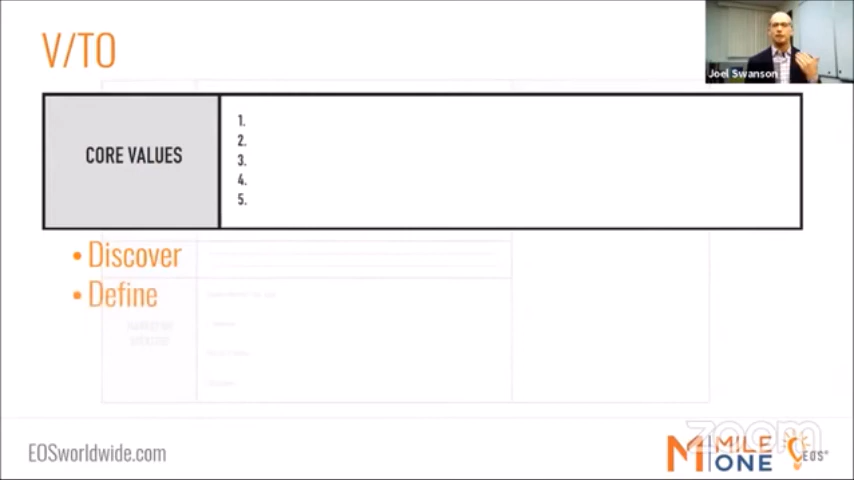 V/TO
Joel Swanson
CORE VALUES
1.
2.
3.
4.
5.
• Discover
• Define
EOSworldwide.com
MILE
ONE
EOS®
zoom